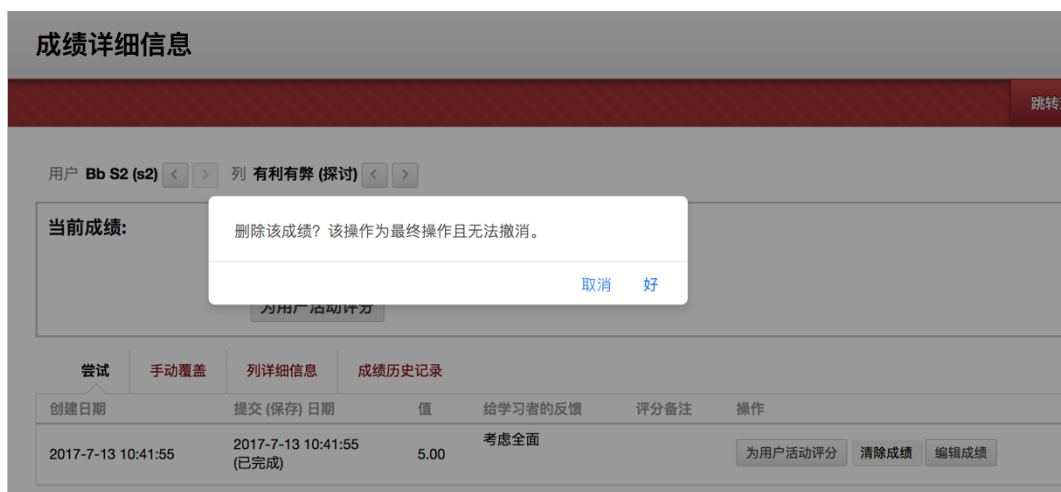 成绩详细信息
跳转
用户 Bb S2 (s2) < > 列 有利有弊 (探讨) < >
当前成绩:
删除该成绩？该操作为最终操作且无法撤消。
取消 好
为用户活动评分
尝试 手动覆盖 列详细信息 成绩历史记录
创建日期 提交 (保存) 日期 值 给学习者的反馈 评分备注 操作
2017-7-13 10:41:55 2017-7-13 10:41:55 (已完成) 5.00 考虑全面 为用户活动评分 清除成绩 编辑成绩